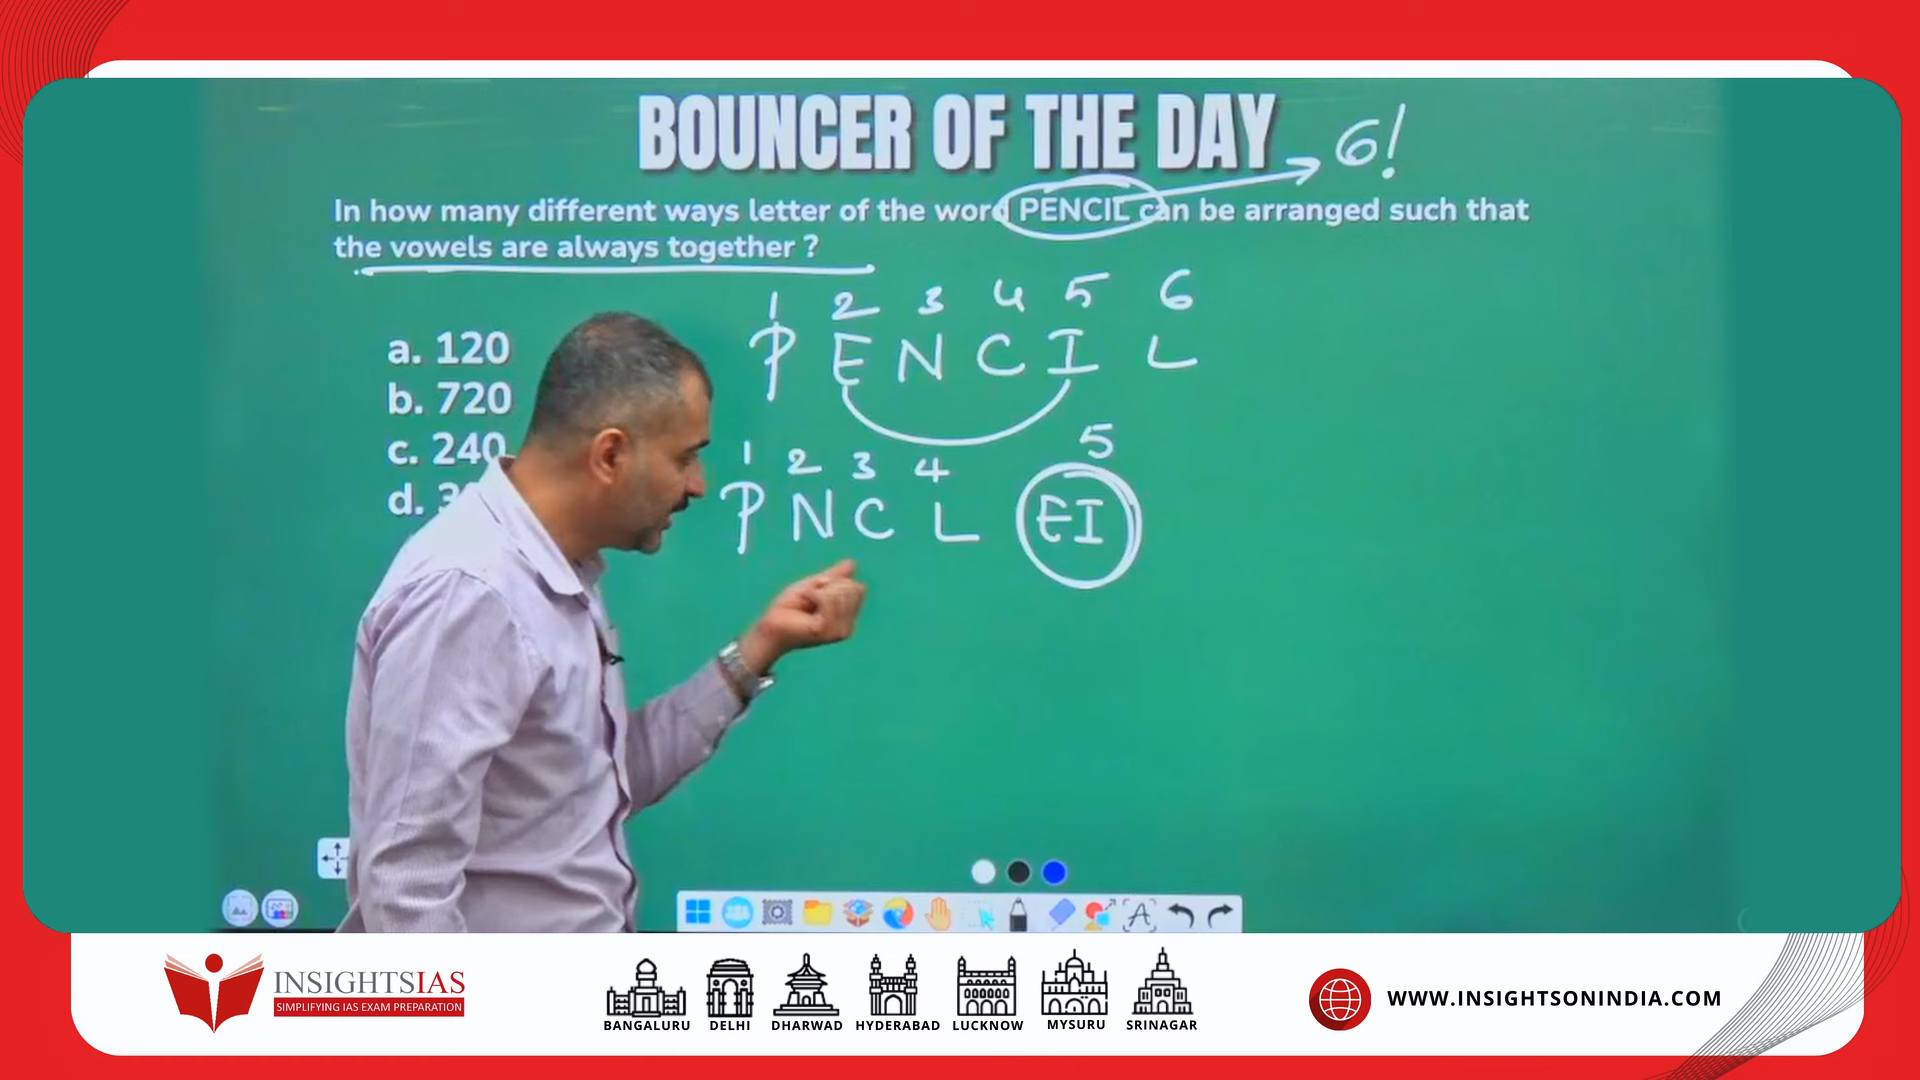 BOUNCER OF THE DAY
6!
In how many different ways letter of the word PENCIL can be arranged such that
the vowels are always together ?
1 2 3 4 5 6
P E N C I L
a. 120
b. 720
c. 240
d.
1 2 3 4 5
P N C L EI
INSIGHTSIAS
SIMPLIFYING IAS EXAM PREPARATION
BANGALURU DELHI DHARWAD HYDERABAD LUCKNOW MYSURU SRINAGAR
WWW.INSIGHTSONINDIA.COM